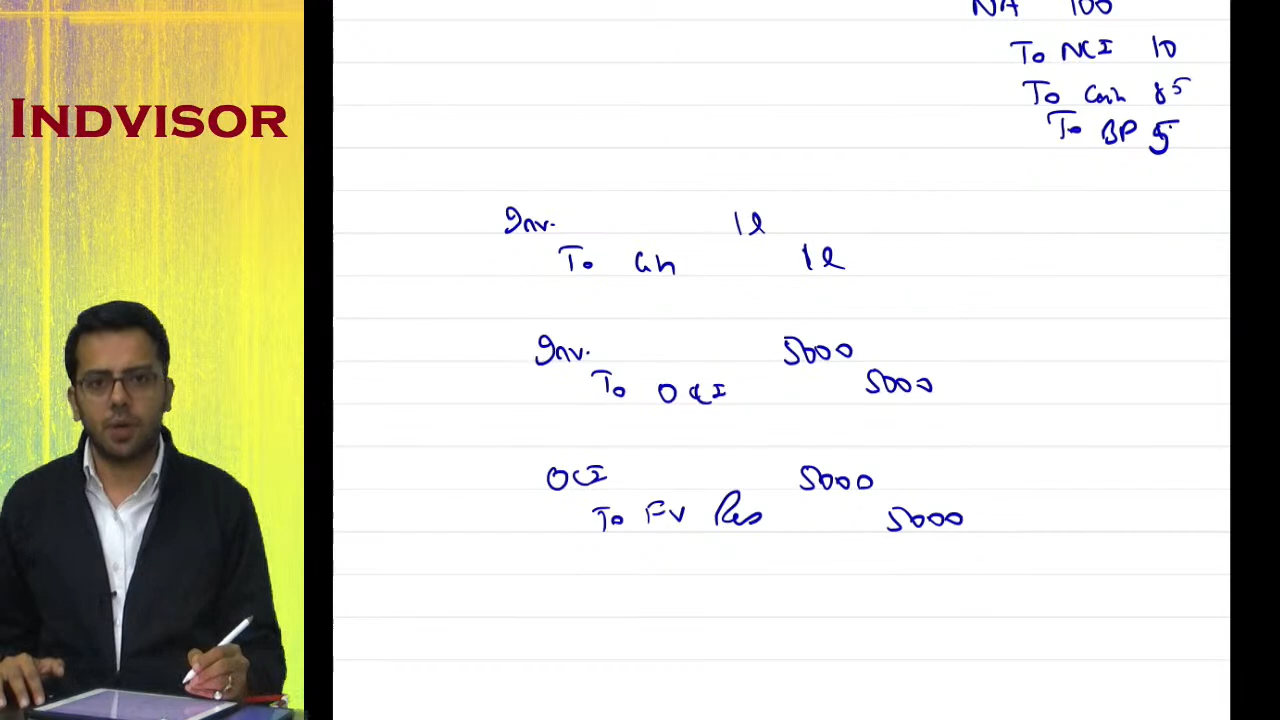 INDVISOR
NA 100
To NCI 10
To Cash 85
To BP 5
Inv. 1l
To Cash 1l
Inv. 5000
To OCI 5000
OCI 5000
To FV Res 5000